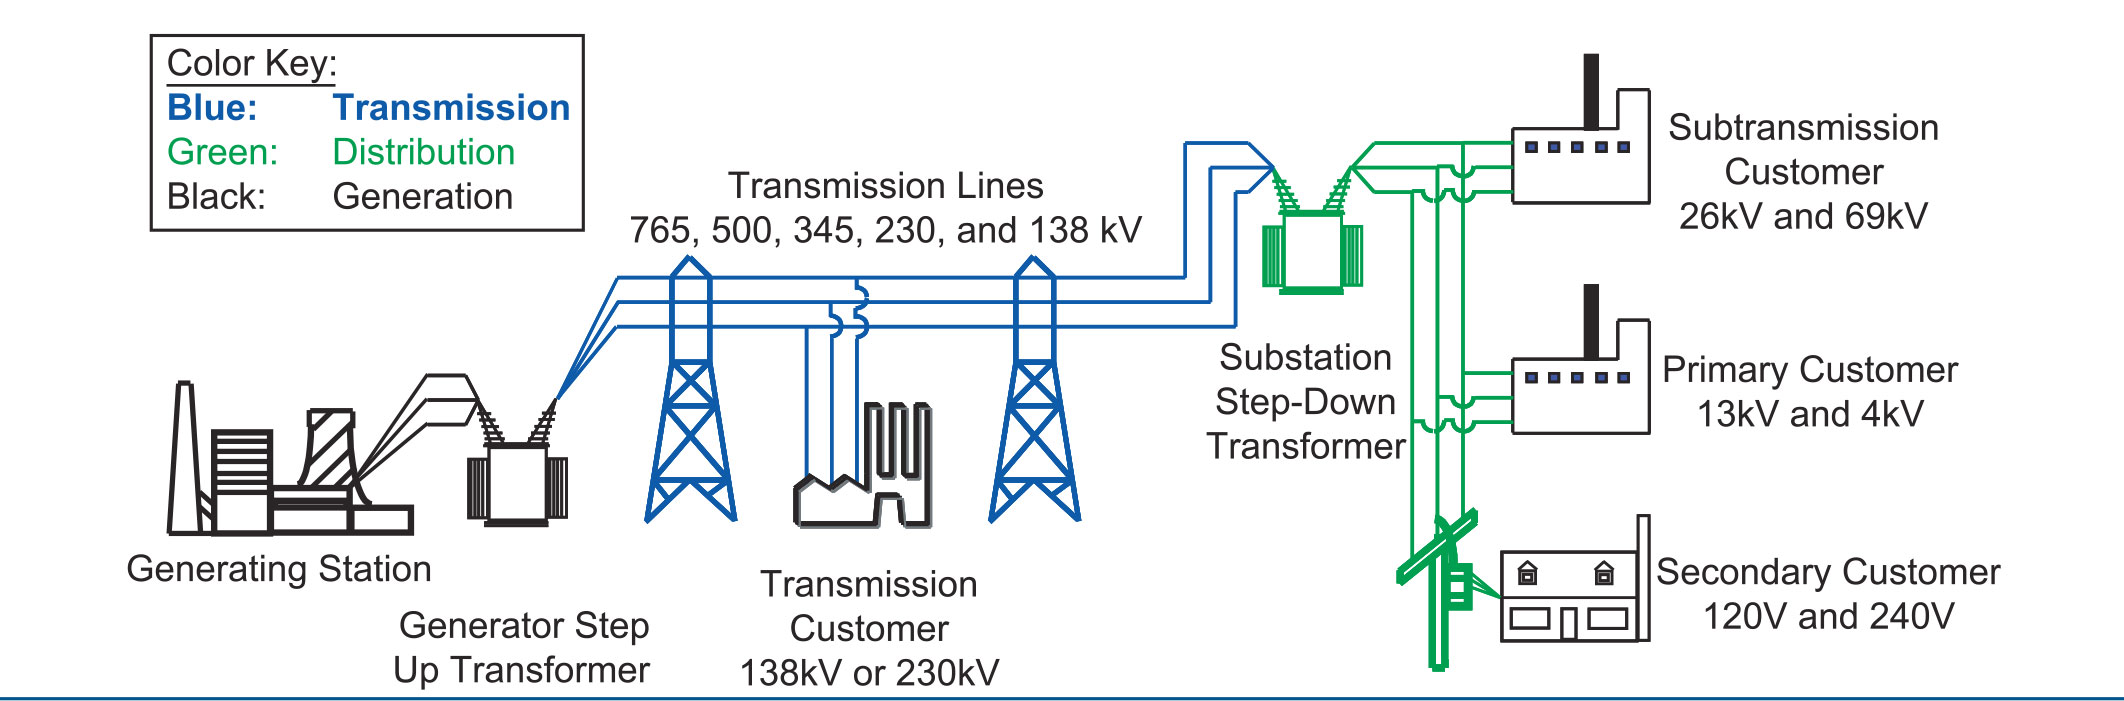 Color Key:
Blue: Transmission
Green: Distribution
Black: Generation
Transmission Lines
765, 500, 345, 230, and 138 kV
Subtransmission
Customer
26kV and 69kV
Substation
Step-Down
Transformer
Primary Customer
13kV and 4kV
Generating Station
Generator Step
Up Transformer
Transmission
Customer
138kV or 230kV
Secondary Customer
120V and 240V